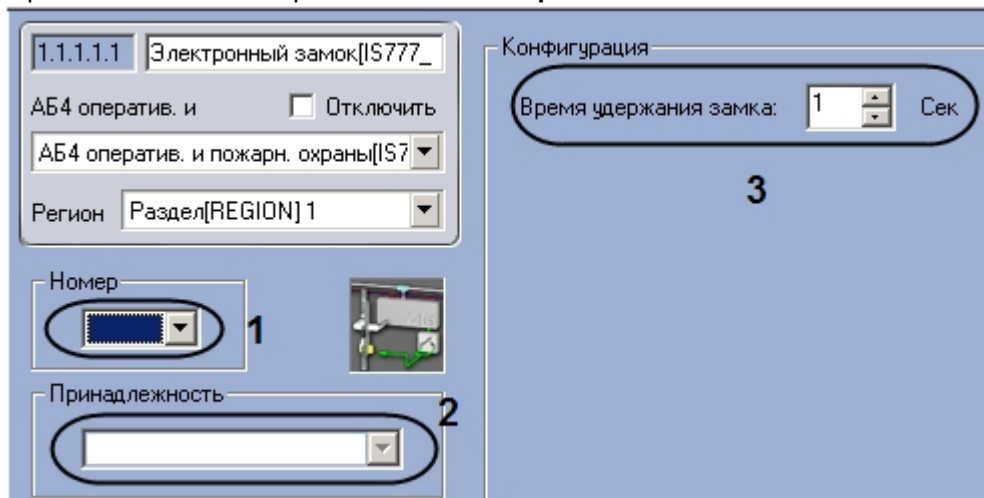 1.1.1.1.1 Электронный замок[IS777_
АБ4 оператив. и Отключить
АБ4 оператив. и пожарн. охраны[IS7
Регион Раздел[REGION] 1
Номер
1
Принадлежность
2
Конфигурация
Время удержания замка: 1 Сек
3